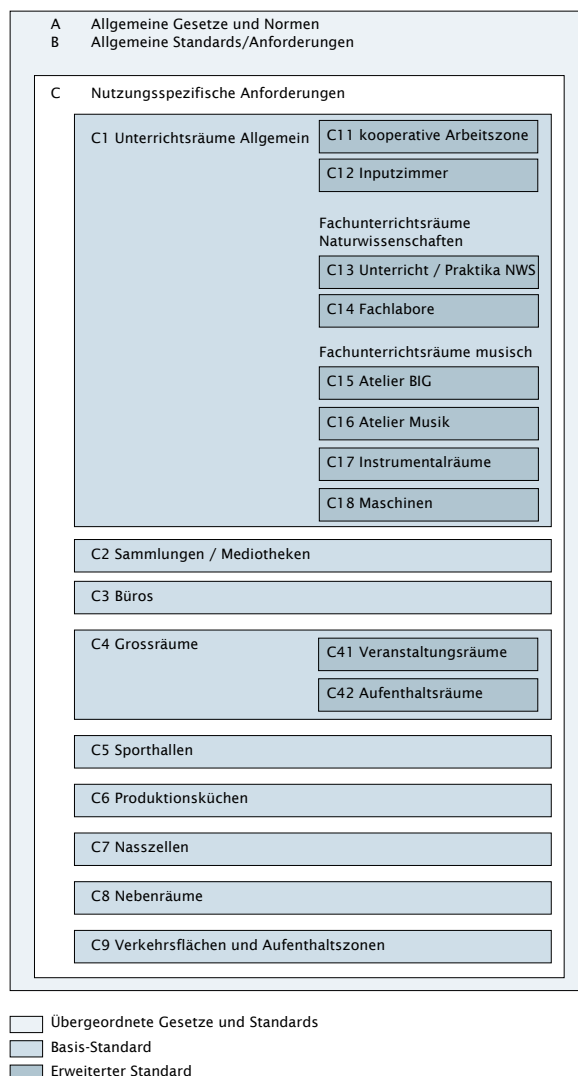 A Allgemeine Gesetze und Normen
B Allgemeine Standards/Anforderungen
C Nutzungsspezifische Anforderungen
C1 Unterrichtsräume Allgemein
C11 kooperative Arbeitszone
C12 Inputzimmer
Fachunterrichtsräume
Naturwissenschaften
C13 Unterricht / Praktika NWS
C14 Fachlabore
Fachunterrichtsräume musisch
C15 Atelier BIG
C16 Atelier Musik
C17 Instrumentalräume
C18 Maschinen
C2 Sammlungen / Mediotheken
C3 Büros
C4 Grossräume
C41 Veranstaltungsräume
C42 Aufenthaltsräume
C5 Sporthallen
C6 Produktionsküchen
C7 Nasszellen
C8 Nebenräume
C9 Verkehrsflächen und Aufenthaltszonen
Übergeordnete Gesetze und Standards
Basis-Standard
Erweiterter Standard